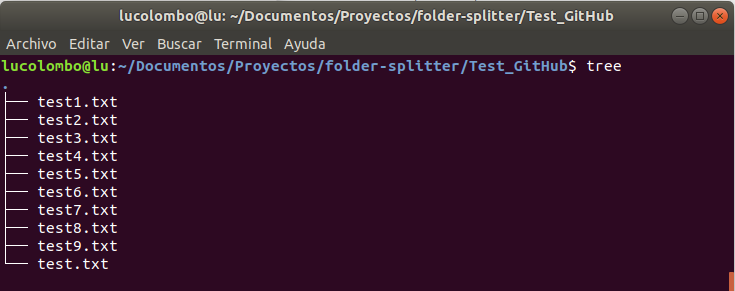 lucolombo@lu: ~/Documentos/Proyectos/folder-splitter/Test_GitHub
Archivo Editar Ver Buscar Terminal Ayuda
lucolombo@lu:~/Documentos/Proyectos/folder-splitter/Test_GitHub$ tree
.
├── test1.txt
├── test2.txt
├── test3.txt
├── test4.txt
├── test5.txt
├── test6.txt
├── test7.txt
├── test8.txt
├── test9.txt
└── test.txt